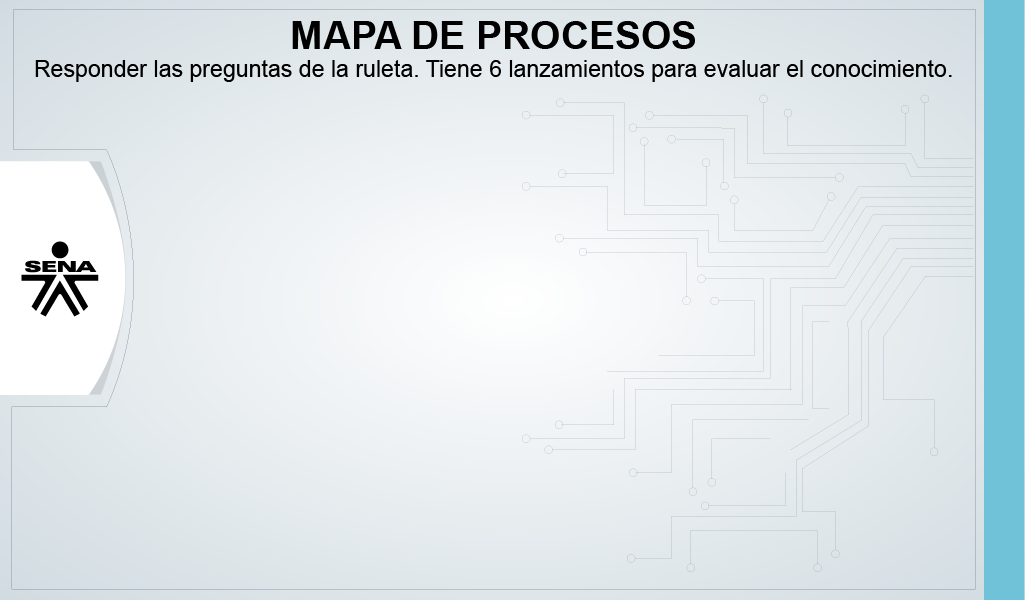 MAPA DE PROCESOS
Responder las preguntas de la ruleta. Tiene 6 lanzamientos para evaluar el conocimiento.
SENA